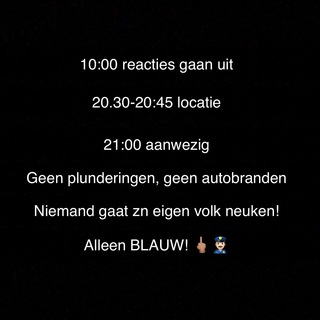 10:00 reacties gaan uit
20.30-20:45 locatie
21:00 aanwezig
Geen plunderingen, geen autobranden
Niemand gaat zn eigen volk neuken!
Alleen BLAUW! 🖕🏽👮🏻